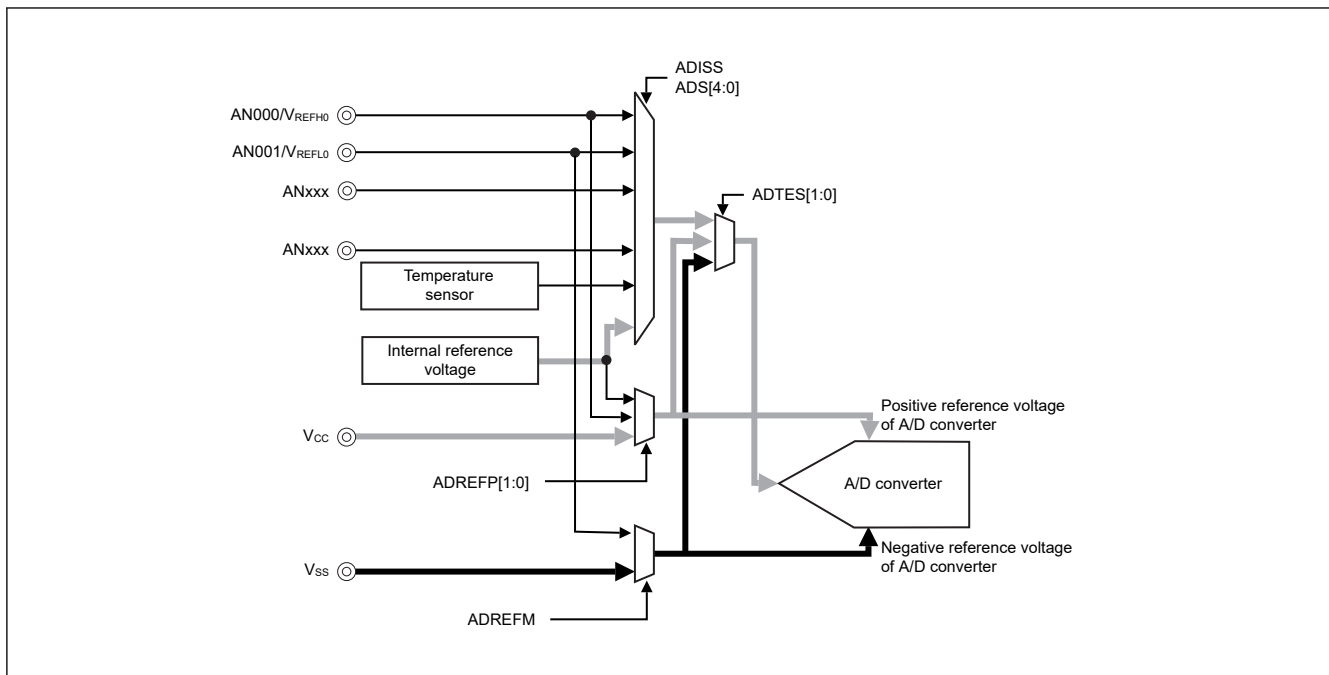 ADISS
ADS[4:0]
AN000/VREFH0
AN001/VREFL0
ANxxx
ADTES[1:0]
ANxxx
Temperature
sensor
Internal reference
voltage
Positive reference voltage
of A/D converter
VCC
ADREFP[1:0]
A/D converter
Negative reference voltage
of A/D converter
VSS
ADREFM